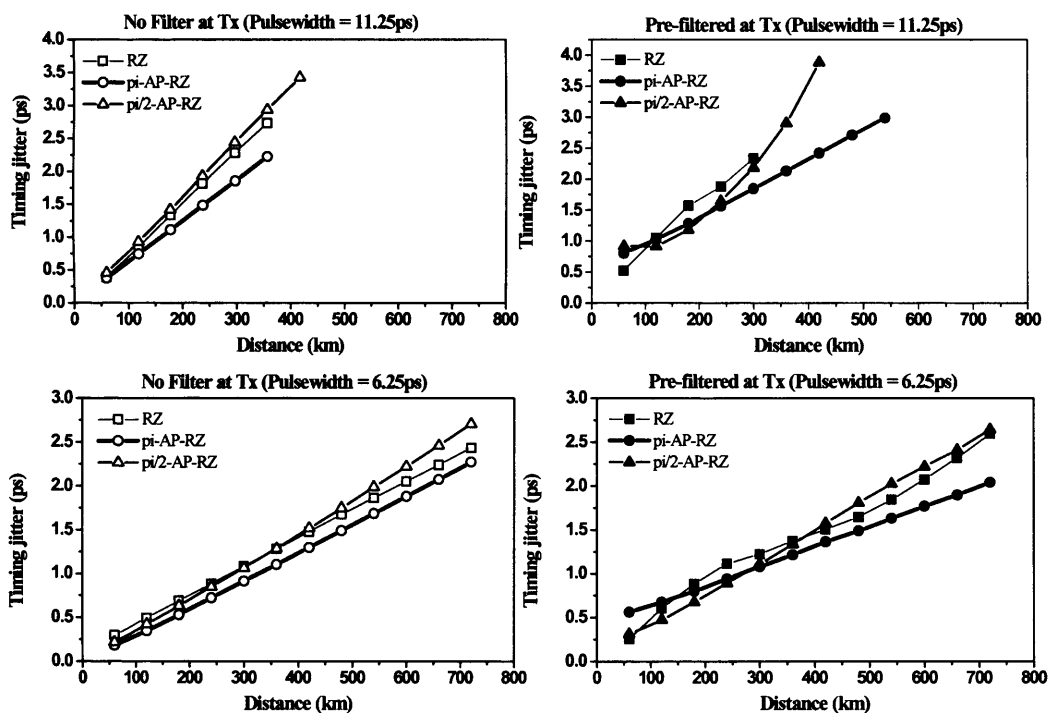 No Filter at Tx (Pulsewidth = 11.25ps)
3.0
2.5
2.0
1.5
1.0
0.5
0.0
4.0
3.5
Timing jitter (ps)
RZ
pi-AP-RZ
pi/2-AP-RZ
0 100 200 300 400 500 600 700 800
Distance (km)
Pre-filtered at Tx (Pulsewidth = 11.25ps)
4.0
3.5
3.0
2.5
2.0
1.5
1.0
0.5
0.0
Timing jitter (ps)
RZ
pi-AP-RZ
pi/2-AP-RZ
0 100 200 300 400 500 600 700 800
Distance (km)
No Filter at Tx (Pulsewidth = 6.25ps)
3.0
2.5
2.0
1.5
1.0
0.5
0.0
Timing jitter (ps)
RZ
pi-AP-RZ
pi/2-AP-RZ
0 100 200 300 400 500 600 700 800
Distance (km)
Pre-filtered at Tx (Pulsewidth = 6.25ps)
3.0
2.5
2.0
1.5
1.0
0.5
0.0
Timing jitter (ps)
RZ
pi-AP-RZ
pi/2-AP-RZ
0 100 200 300 400 500 600 700 800
Distance (km)